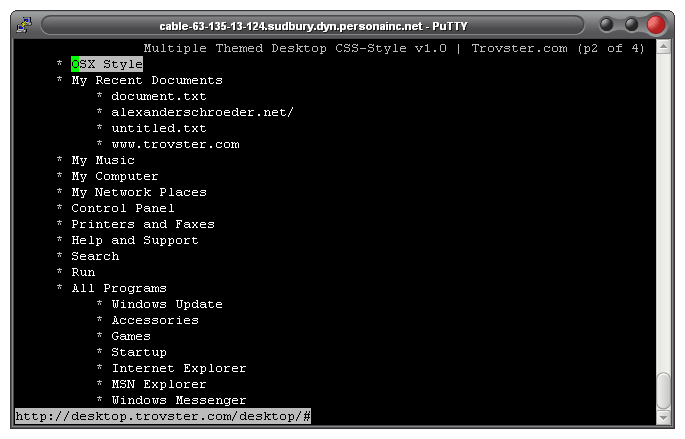 cable-63-135-13-124.sudbury.dyn.personainc.net - PuTTY
Multiple Themed Desktop CSS-Style v1.0 | Trovster.com (p2 of 4)
* OSX Style
* My Recent Documents
* document.txt
* alexanderschroeder.net/
* untitled.txt
* www.trovster.com
* My Music
* My Computer
* My Network Places
* Control Panel
* Printers and Faxes
* Help and Support
* Search
* Run
* All Programs
* Windows Update
* Accessories
* Games
* Startup
* Internet Explorer
* MSN Explorer
* Windows Messenger
http://desktop.trovster.com/desktop/#